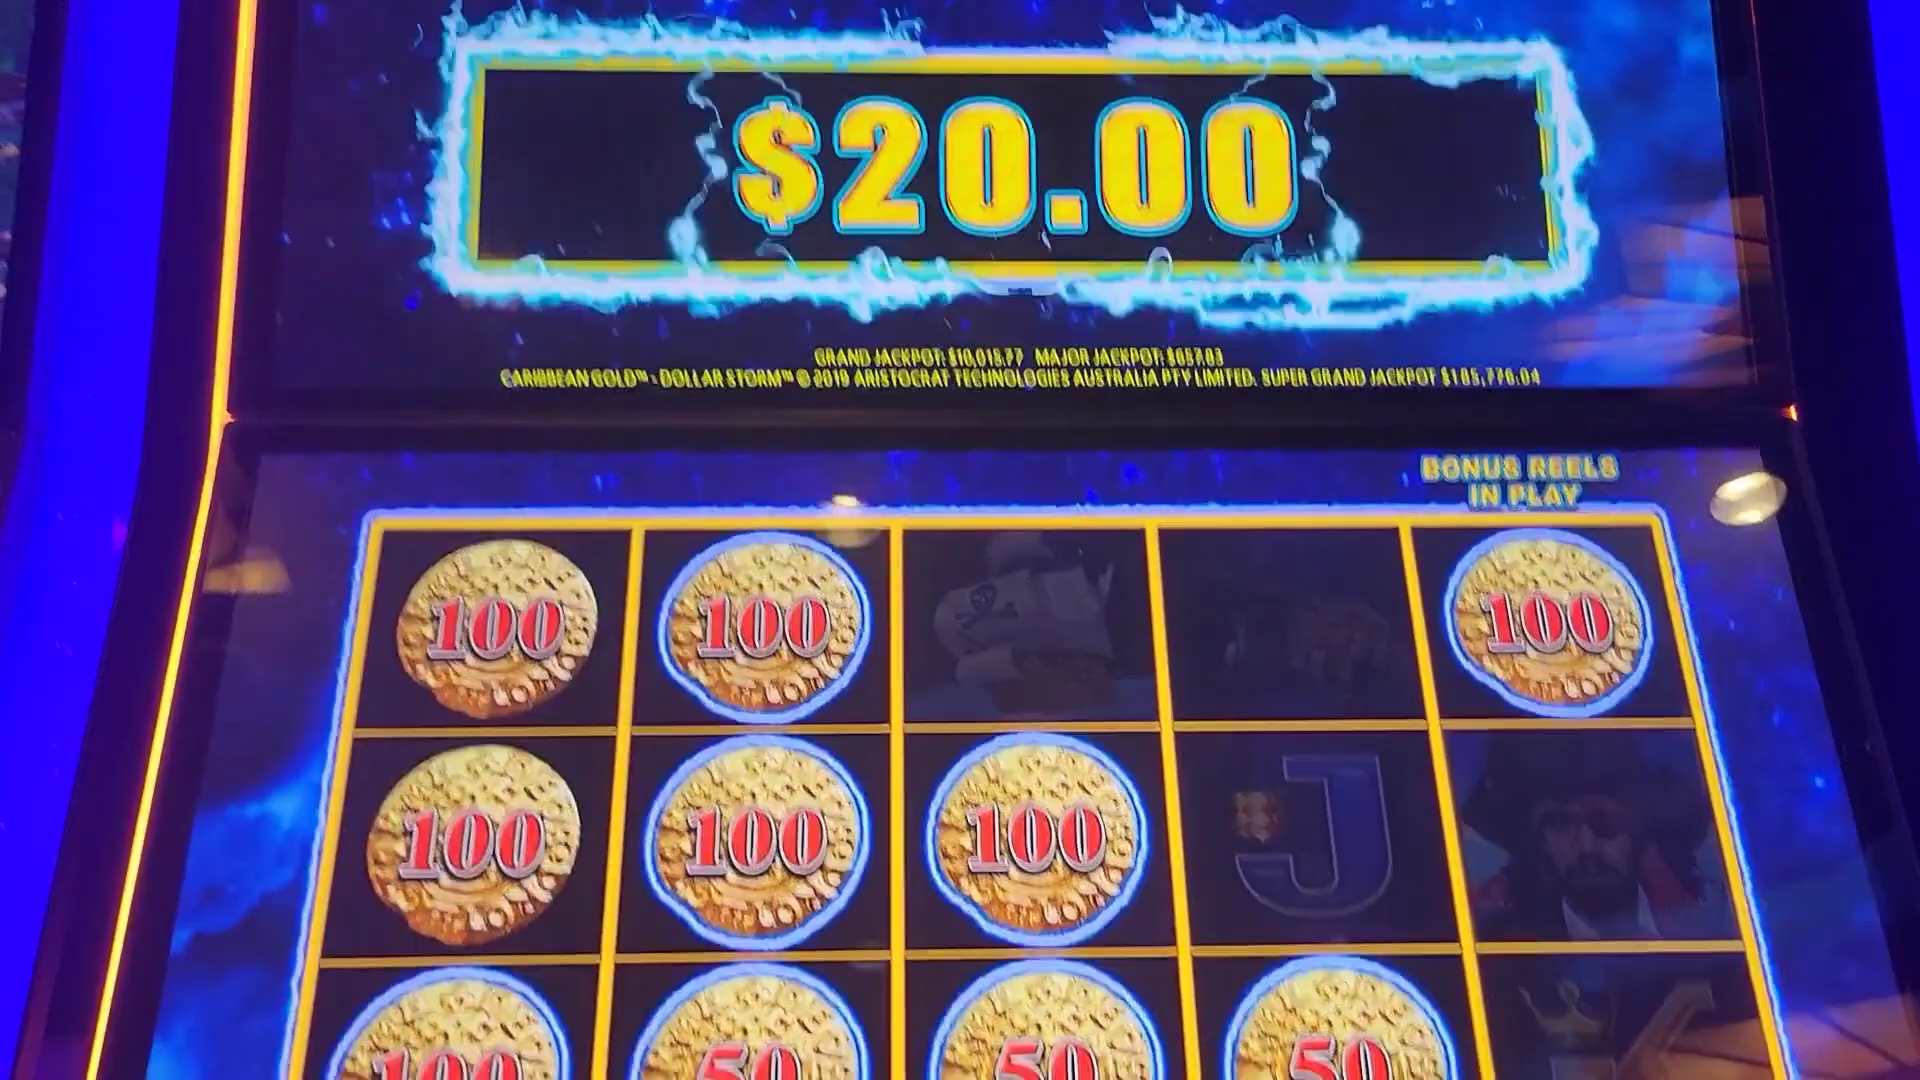 $20.00
GRAND JACKPOT: $10,015.77 MAJOR JACKPOT: $657.83
CARIBBEAN GOLD™ - DOLLAR STORM™ © 2019 ARISTOCRAT TECHNOLOGIES AUSTRALIA PTY LIMITED. SUPER GRAND JACKPOT $185,776.04
BONUS REELS
IN PLAY
100 100 100
100 100 100 J
100 50 50 50